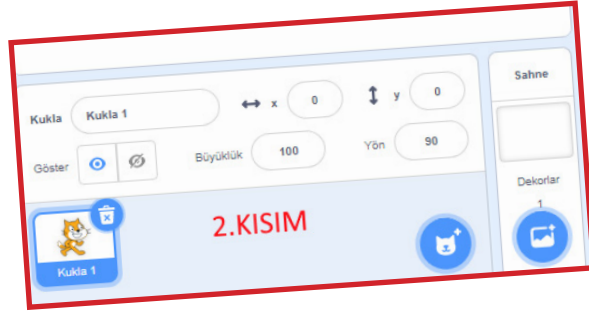 Kukla Kukla 1 x 0 y 0
Göster Büyüklük 100 Yön 90
Kukla 1
2.KISIM
Sahne
Dekorlar
1